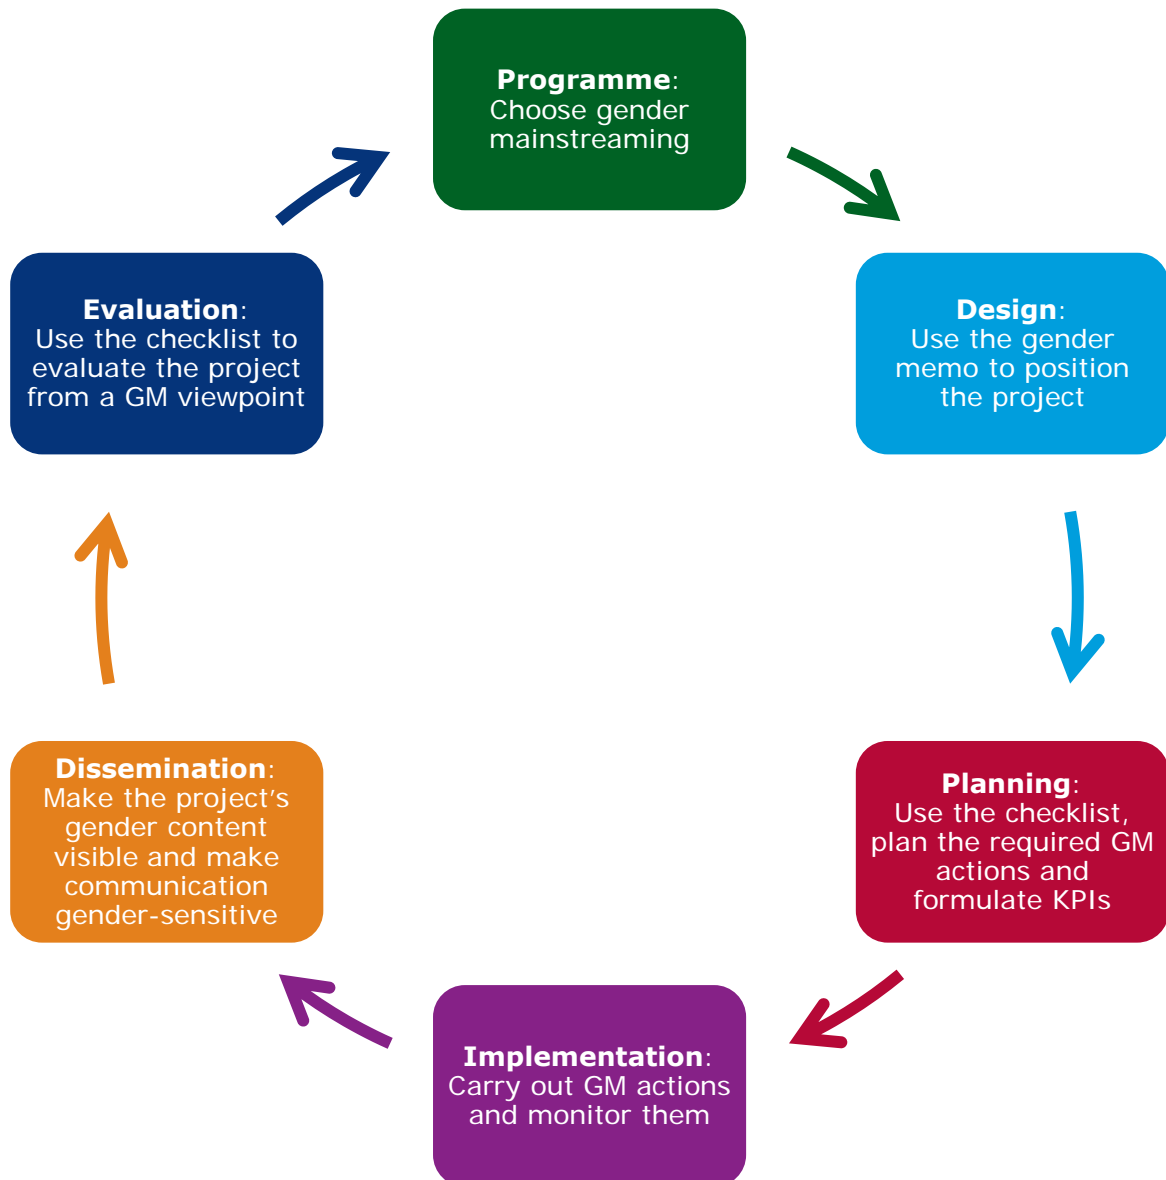 Programme:
Choose gender
mainstreaming
Design:
Use the gender
memo to position
the project
Planning:
Use the checklist,
plan the required GM
actions and
formulate KPIs
Implementation:
Carry out GM actions
and monitor them
Dissemination:
Make the project's
gender content
visible and make
communication
gender-sensitive
Evaluation:
Use the checklist to
evaluate the project
from a GM viewpoint